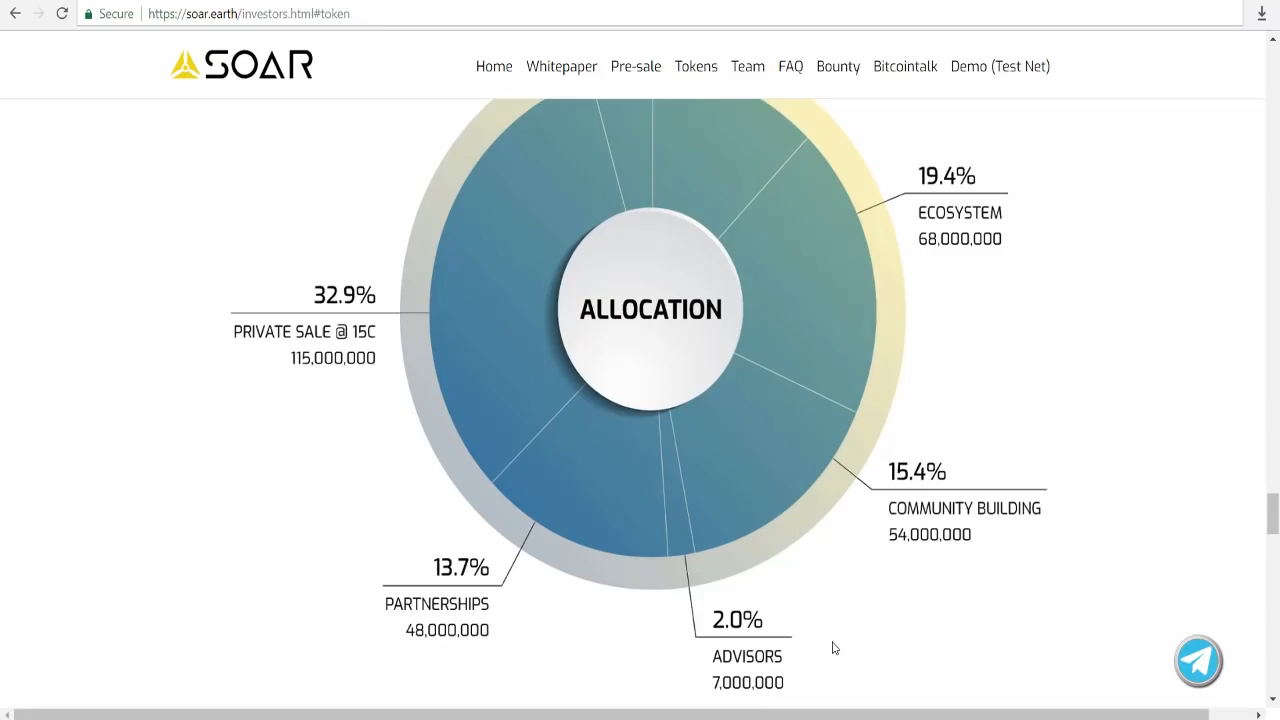 Secure
https://soar.earth/investors.html#token
SOAR
Home Whitepaper Pre-sale Tokens Team FAQ Bounty Bitcointalk Demo (Test Net)
19.4%
ECOSYSTEM
68,000,000
32.9%
PRIVATE SALE @ 15C
115,000,000
ALLOCATION
15.4%
COMMUNITY BUILDING
54,000,000
13.7%
PARTNERSHIPS
48,000,000
2.0%
ADVISORS
7,000,000